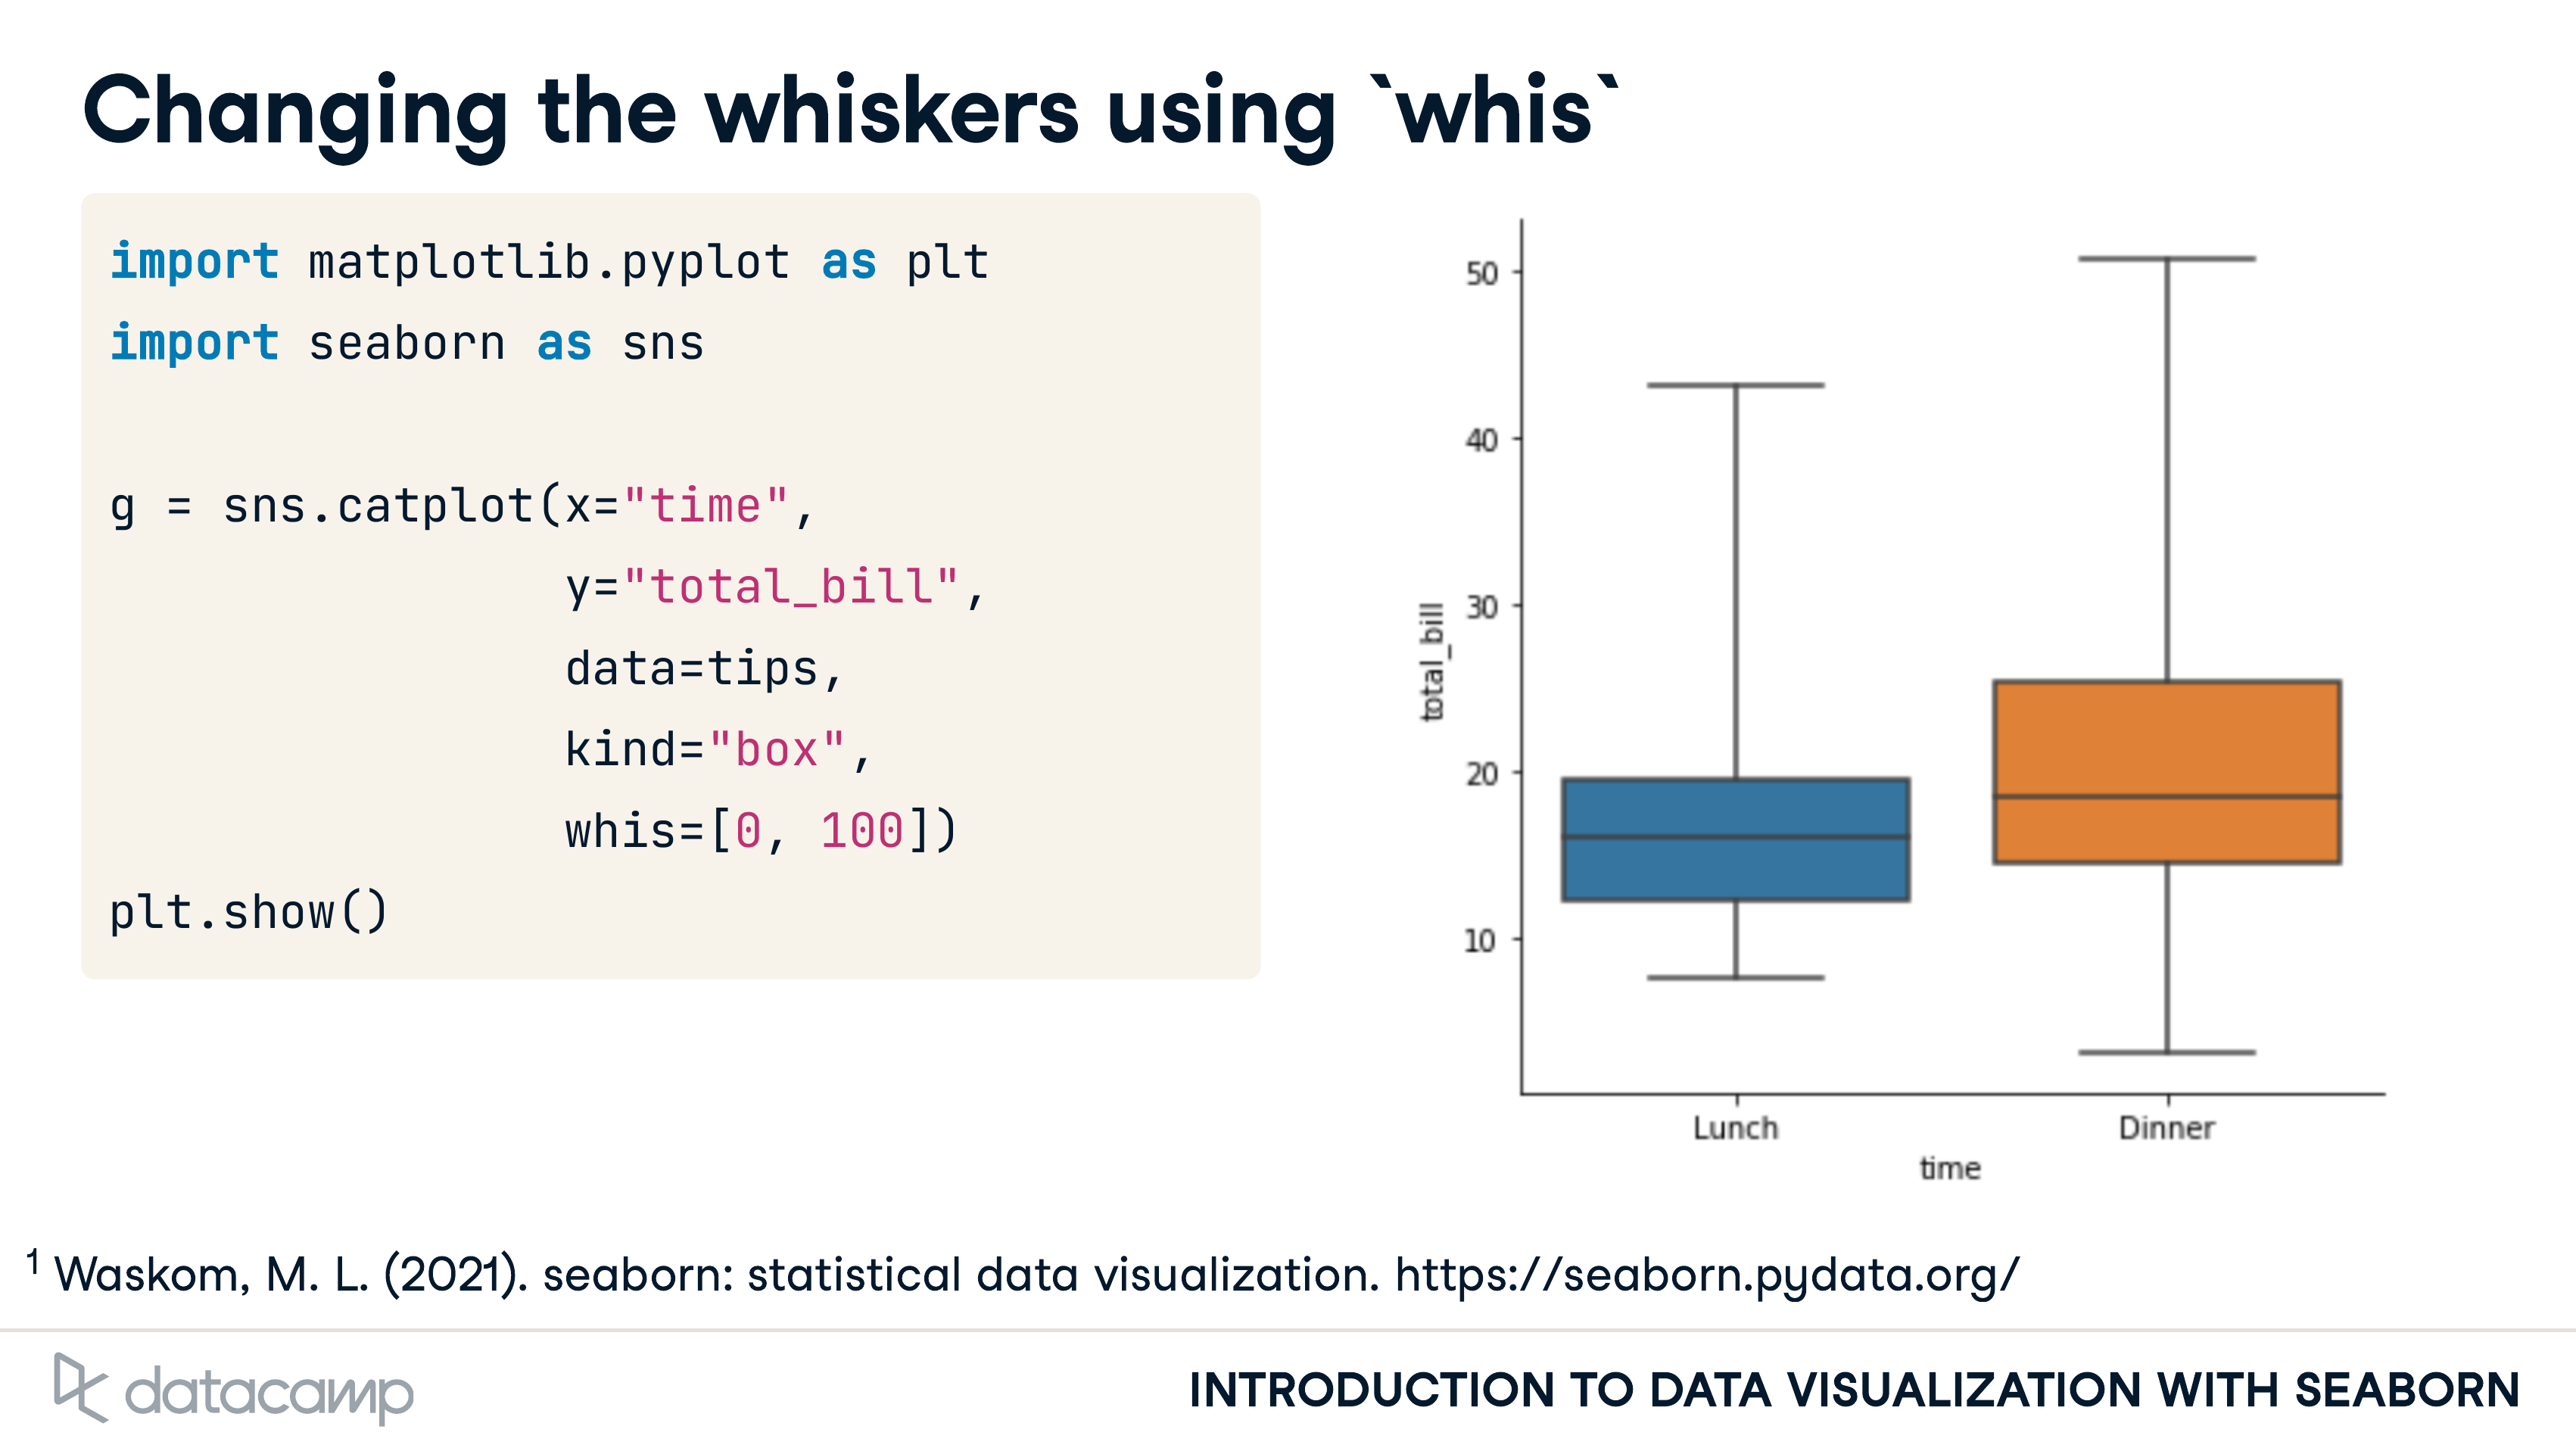 Changing the whiskers using `whis`
import matplotlib.pyplot as plt
import seaborn as sns
g = sns.catplot(x="time",
y="total_bill",
data=tips,
kind="box",
whis=[0, 100])
plt.show()
50
40
30
20
10
total_bill
Lunch Dinner
time
1 Waskom, M. L. (2021). seaborn: statistical data visualization. https://seaborn.pydata.org/
datacamp
INTRODUCTION TO DATA VISUALIZATION WITH SEABORN